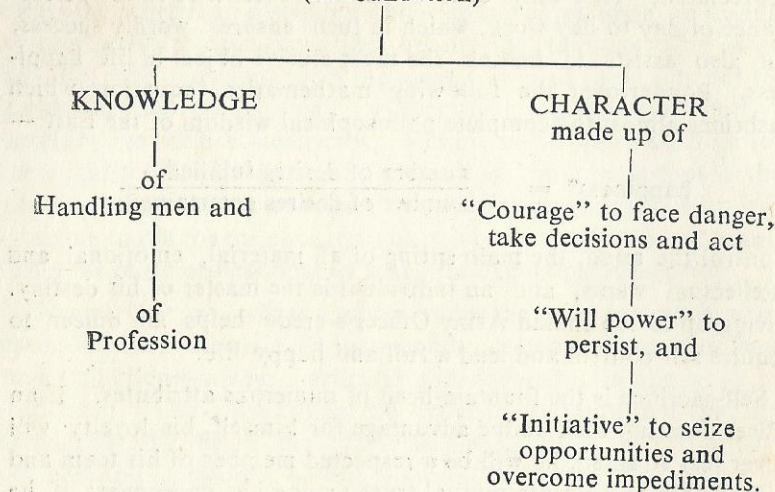 KNOWLEDGE
of
Handling men and
of
Profession
CHARACTER
made up of
“Courage” to face danger,
take decisions and act
“Will power” to
persist, and
“Initiative” to seize
opportunities and
overcome impediments.